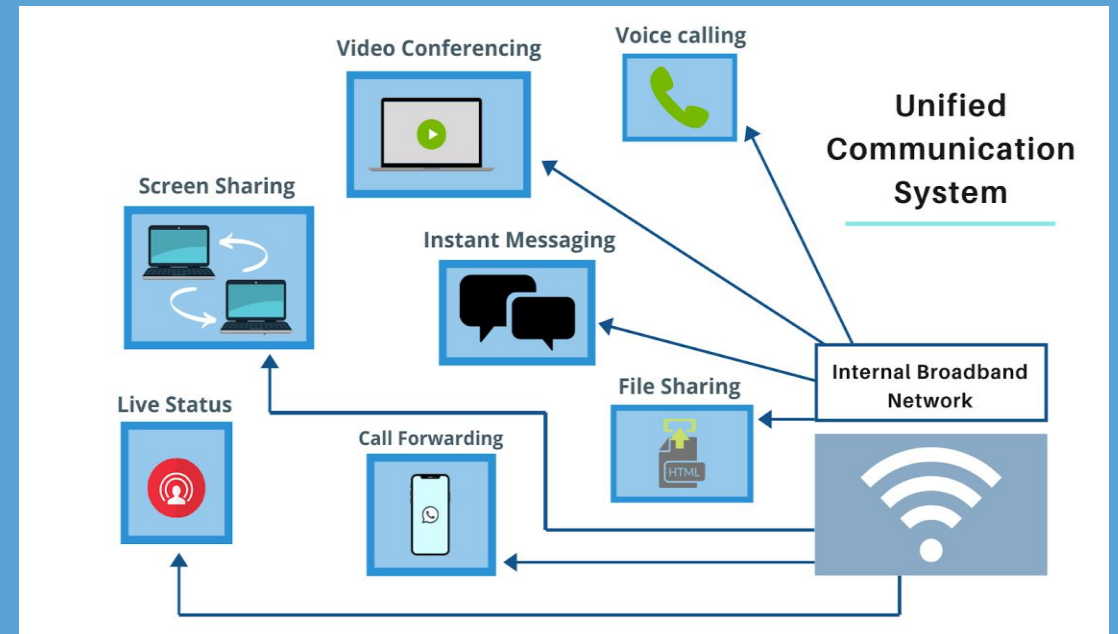 Voice calling
Video Conferencing
Unified
Communication
System
Screen Sharing
Instant Messaging
Internal Broadband
Network
File Sharing
HTML
Live Status
Call Forwarding